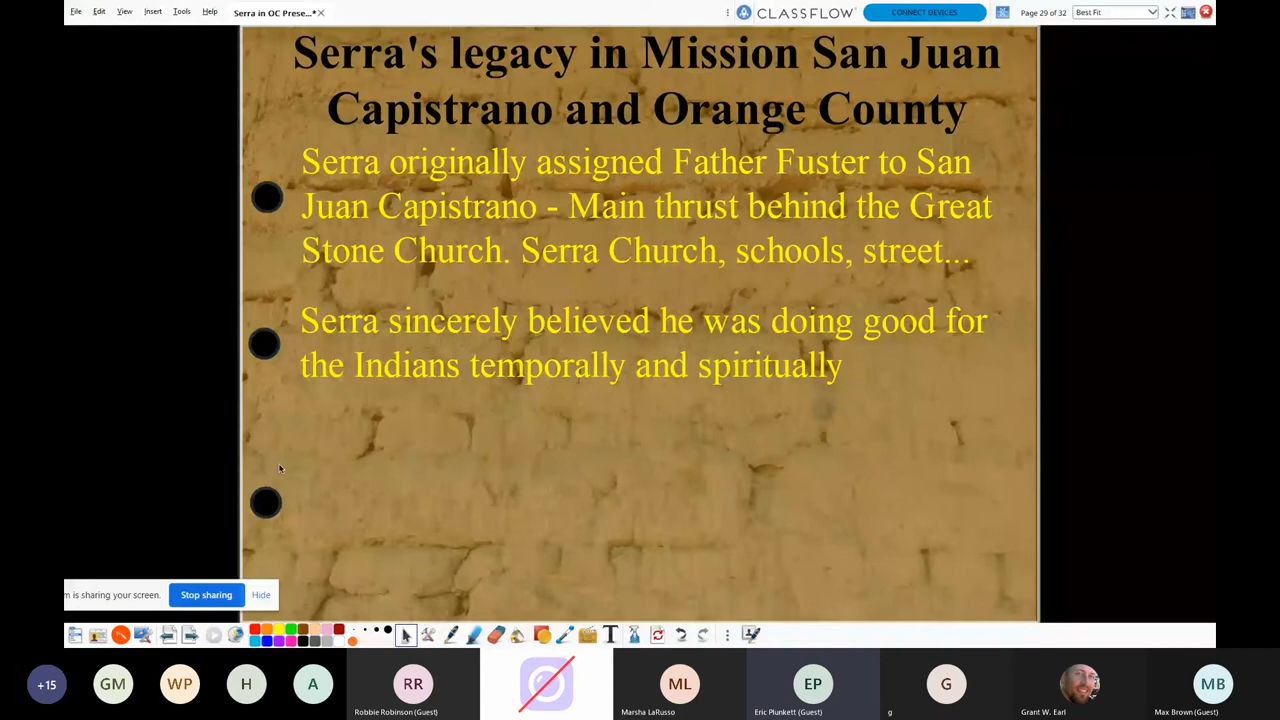 File Edit View Insert Tools Help
Serra in OC Prese...*
CLASSFLOW
CONNECT DEVICES
Page 29 of 32
Best Fit
Serra's legacy in Mission San Juan
Capistrano and Orange County
Serra originally assigned Father Fuster to San
Juan Capistrano - Main thrust behind the Great
Stone Church. Serra Church, schools, street...
Serra sincerely believed he was doing good for
the Indians temporally and spiritually
m is sharing your screen.
Stop sharing
Hide
T
+15
GM
WP
H
A
RR
Robbie Robinson (Guest)
ML
Marsha LaRusso
EP
Eric Plunkett (Guest)
G
g
Grant W. Earl
MB
Max Brown (Guest)